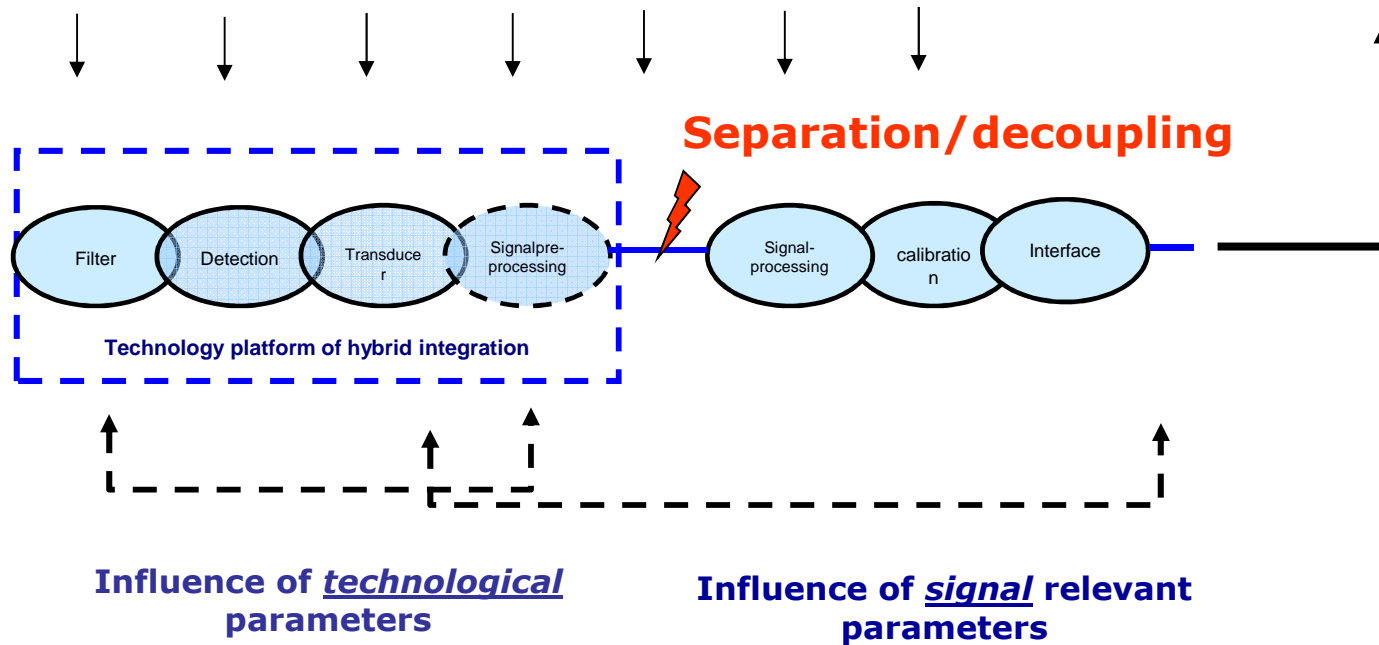 Separation/decoupling
Filter
Detection
Transduce
r
Signalpre-
processing
Signal-
processing
calibratio
n
Interface
Technology platform of hybrid integration
Influence of technological
parameters
Influence of signal relevant
parameters